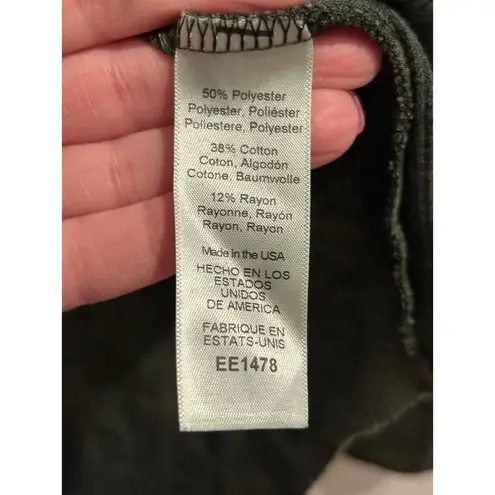 50% Polyester
Polyester, Poliéster
Poliestere, Polyester
38% Cotton
Coton, Algodón
Cotone, Baumwolle
12% Rayon
Rayonne, Rayón
Rayon, Rayon
Made in the USA
HECHO EN LOS
ESTADOS
UNIDOS
DE AMERICA
FABRIQUE EN
ESTATS-UNIS
EE1478